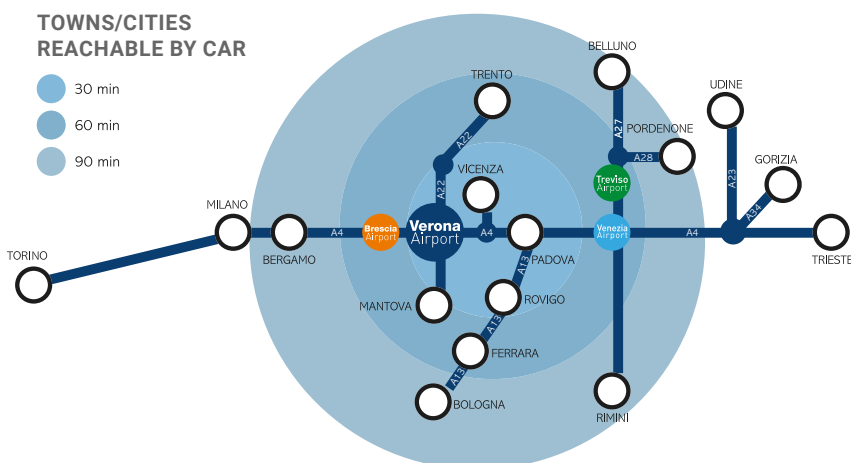 TOWNS/CITIES
REACHABLE BY CAR
30 min
60 min
90 min
BELLUNO
TRENTO
UDINE
A27
PORDENONE
A22
A28
VICENZA
GORIZIA
A22
Treviso
Airport
A23
A34
MILANO
Brescia
Airport
Verona
Airport
Venezia
Airport
A4
A4
A4
TORINO
BERGAMO
PADOVA
TRIESTE
A13
MANTOVA
ROVIGO
A13
FERRARA
A13
BOLOGNA
RIMINI